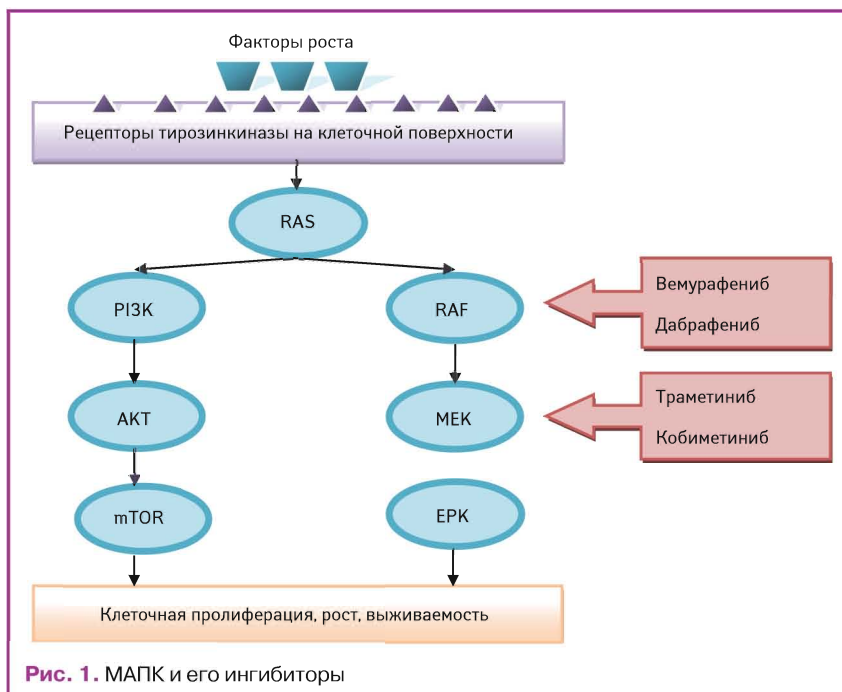 Факторы роста
Рецепторы тирозинкиназы на клеточной поверхности
RAS
PI3K
RAF
Вемурафениб
Дабрафениб
AKT
MEK
Траметиниб
Кобиметиниб
mTOR
EPK
Клеточная пролиферация, рост, выживаемость
Рис. 1. МАПК и его ингибиторы